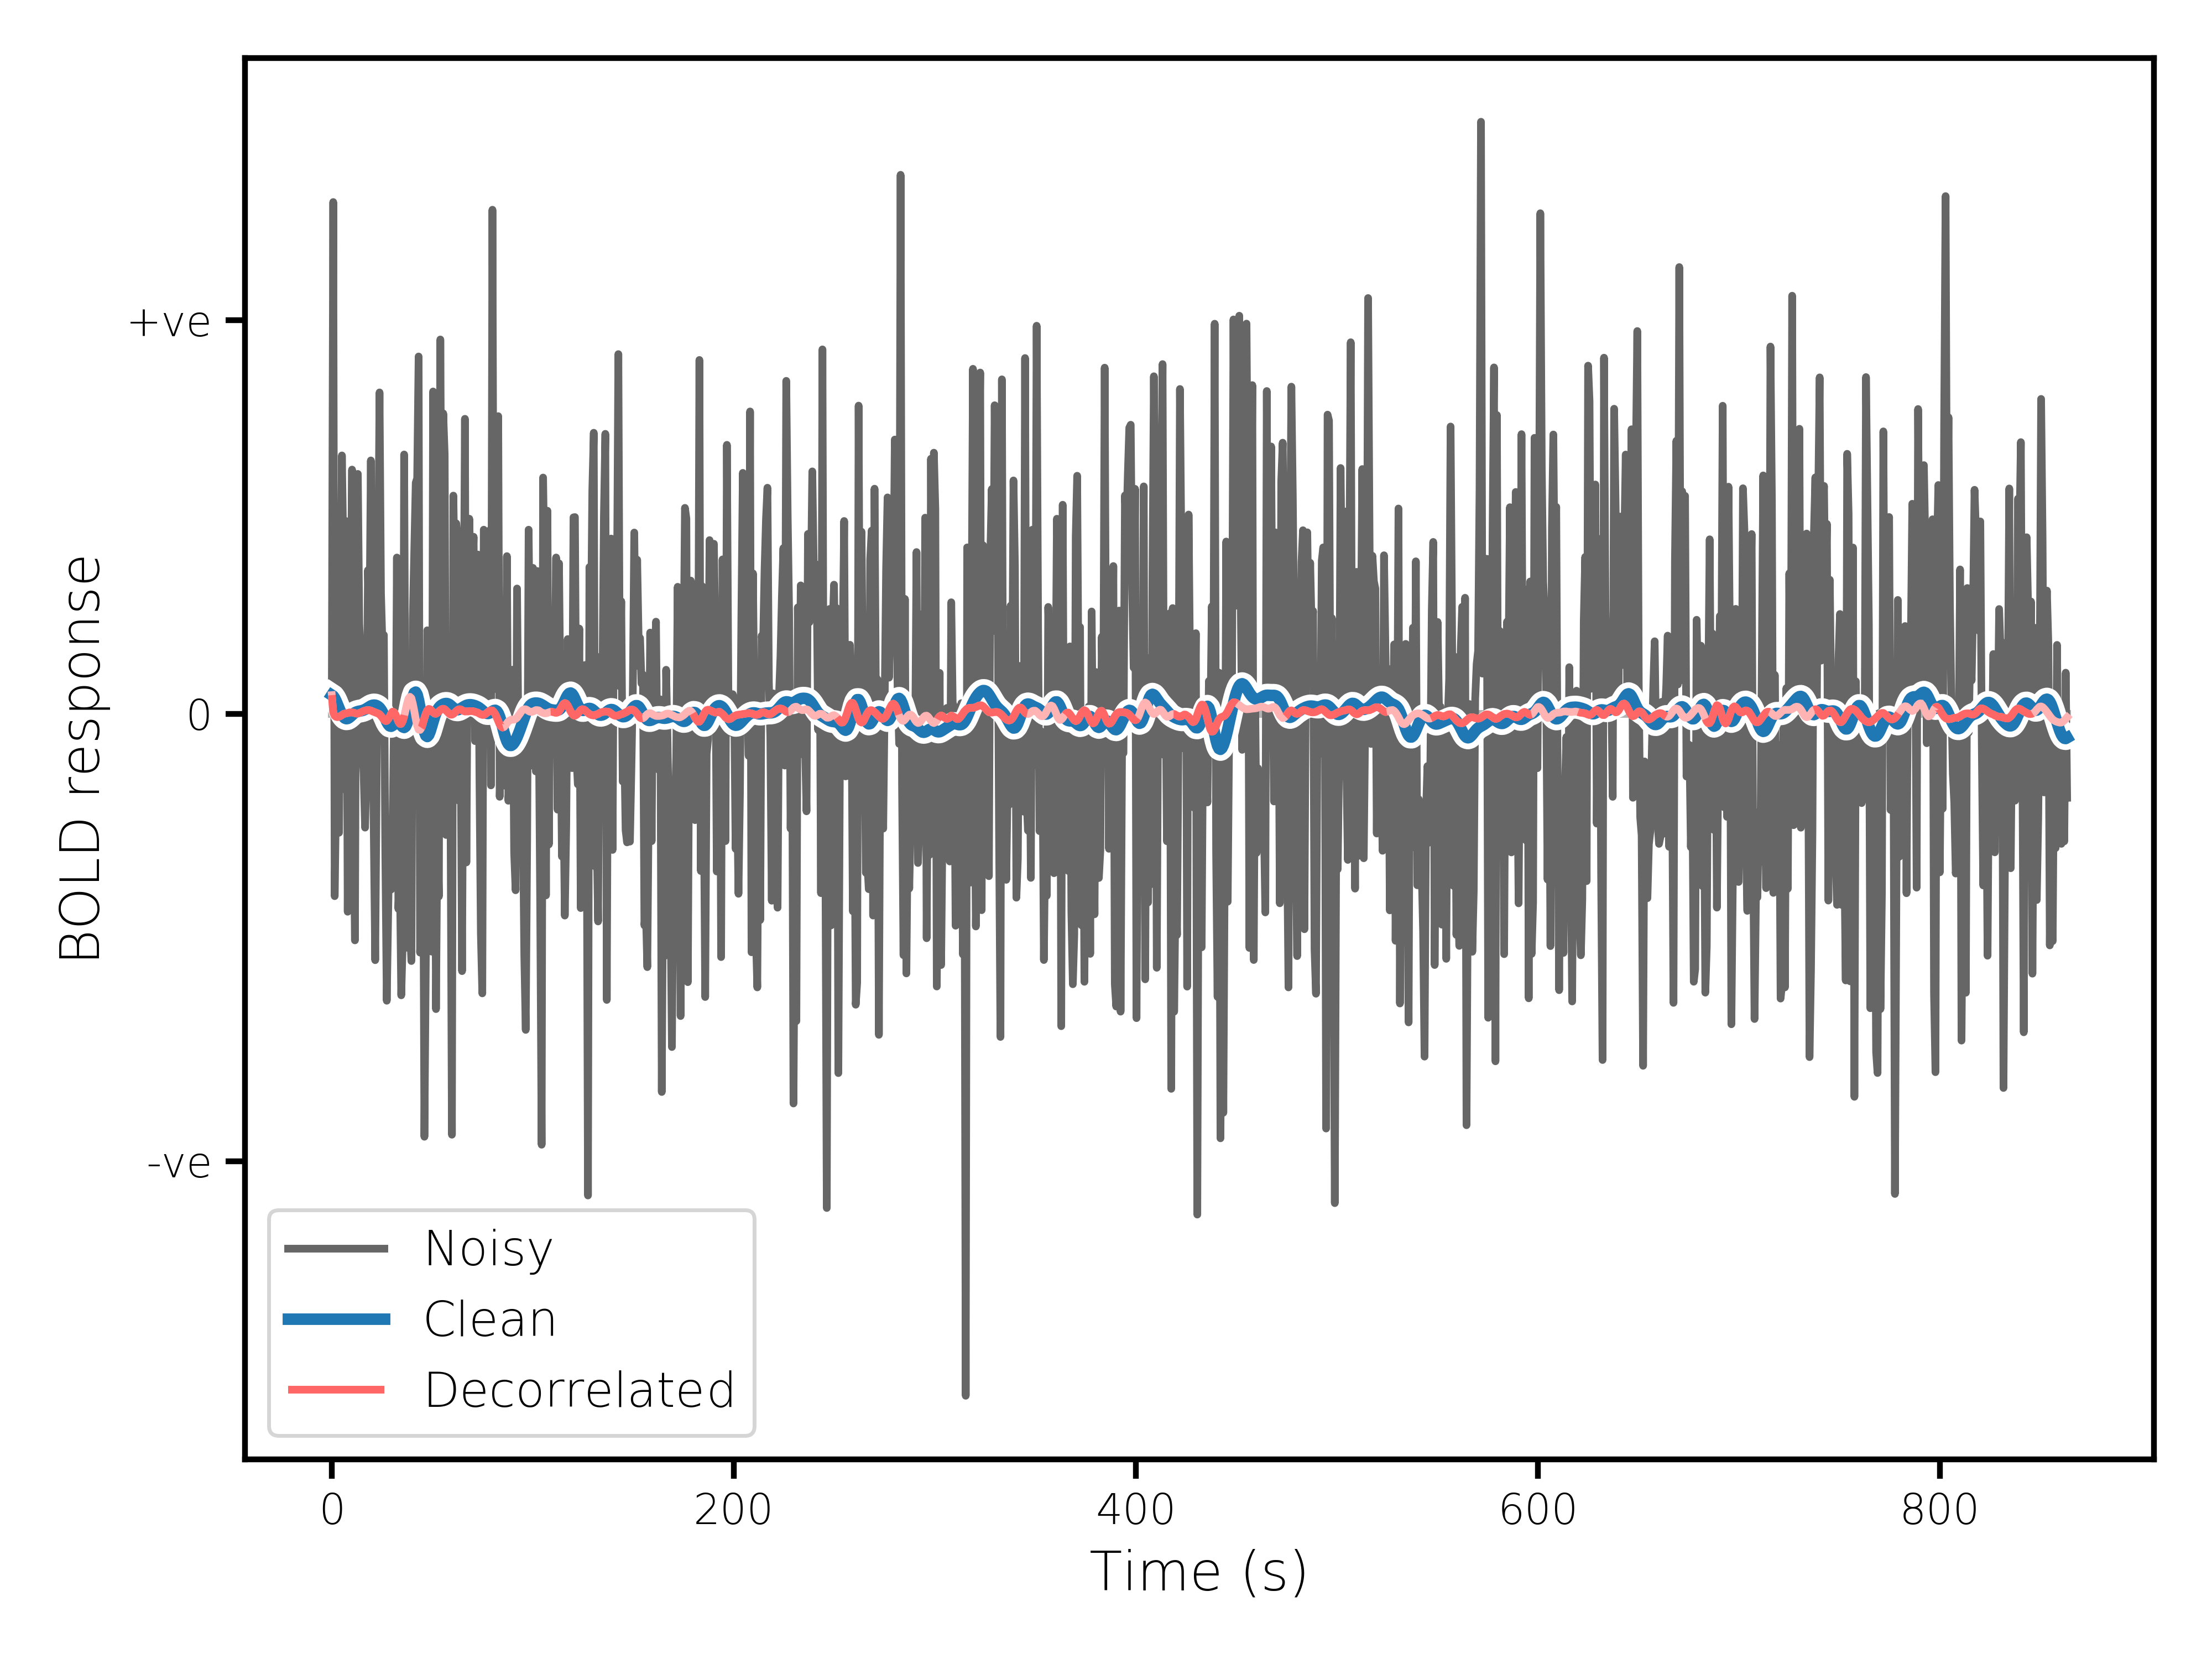 +ve
0
-ve
BOLD response
Noisy
Clean
Decorrelated
0 200 400 600 800
Time (s)